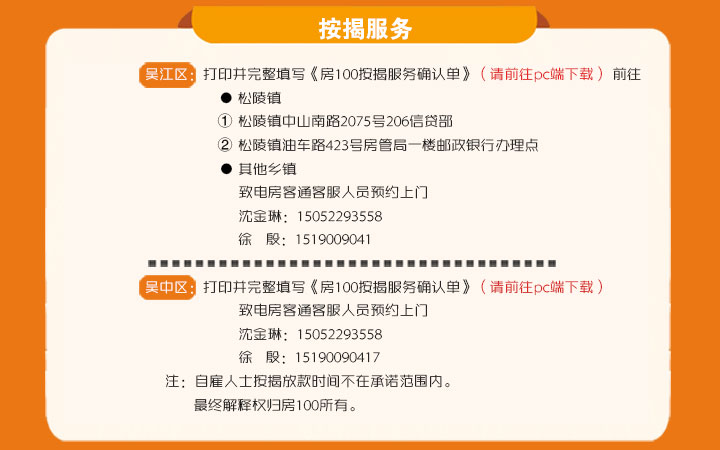 按揭服务
吴江区：打印并完整填写《房100按揭服务确认单》（请前往pc端下载）前往
● 松陵镇
① 松陵镇中山南路2075号206信贷部
② 松陵镇油车路423号房管局一楼邮政银行办理点
● 其他乡镇
致电房客通客服人员预约上门
沈金琳：15052293558
徐 殷：1519009041
吴中区：打印并完整填写《房100按揭服务确认单》（请前往pc端下载）
致电房客通客服人员预约上门
沈金琳：15052293558
徐 殷：15190090417
注：自雇人士按揭放款时间不在承诺范围内。
最终解释权归房100所有。